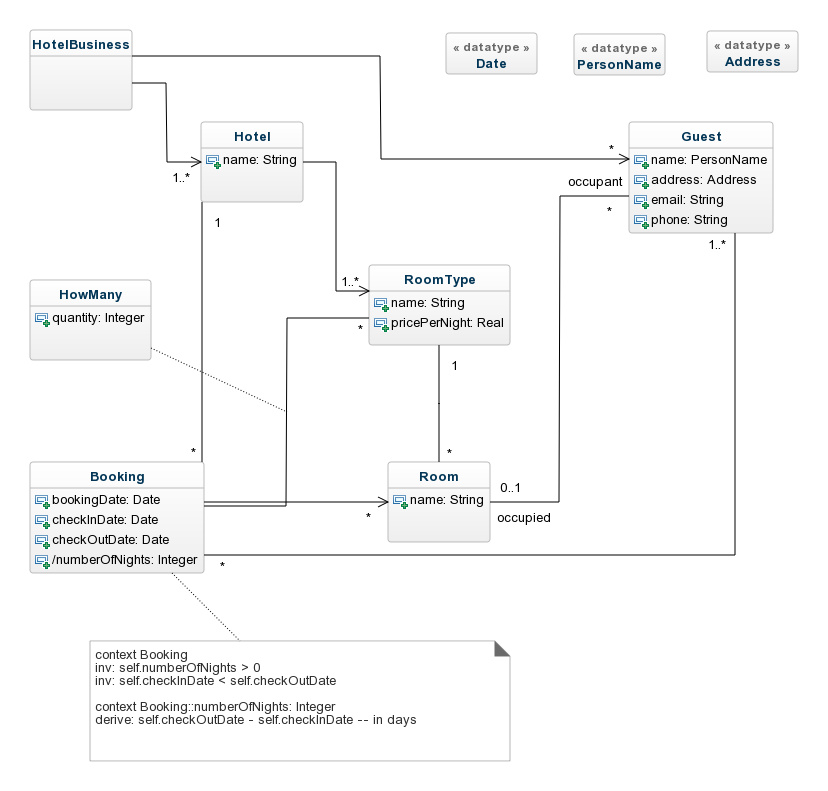 HotelBusiness
« datatype »
Date
« datatype »
PersonName
« datatype »
Address
Hotel
name: String
1..*
1
Guest
name: PersonName
address: Address
email: String
phone: String
*
occupant
*
1..*
HowMany
quantity: Integer
RoomType
name: String
pricePerNight: Real
1..*
*
1
*
*
Booking
bookingDate: Date
checkInDate: Date
checkOutDate: Date
/numberOfNights: Integer
Room
name: String
0..1
*
occupied
*
context Booking
inv: self.numberOfNights > 0
inv: self.checkInDate < self.checkOutDate
context Booking::numberOfNights: Integer
derive: self.checkOutDate - self.checkInDate -- in days